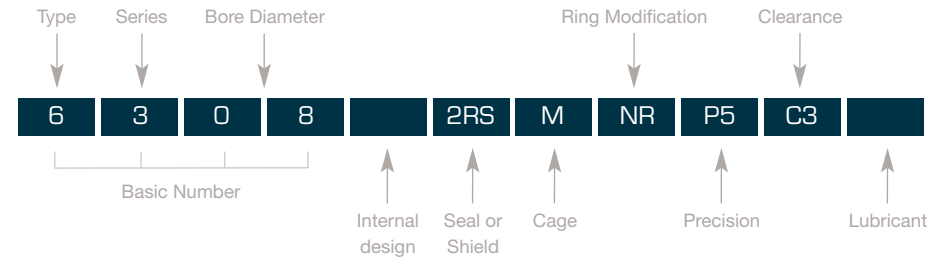 Type Series Bore Diameter Ring Modification Clearance
6 3 0 8 2RS M NR P5 C3
Basic Number
Internal design Seal or Shield Cage Precision Lubricant